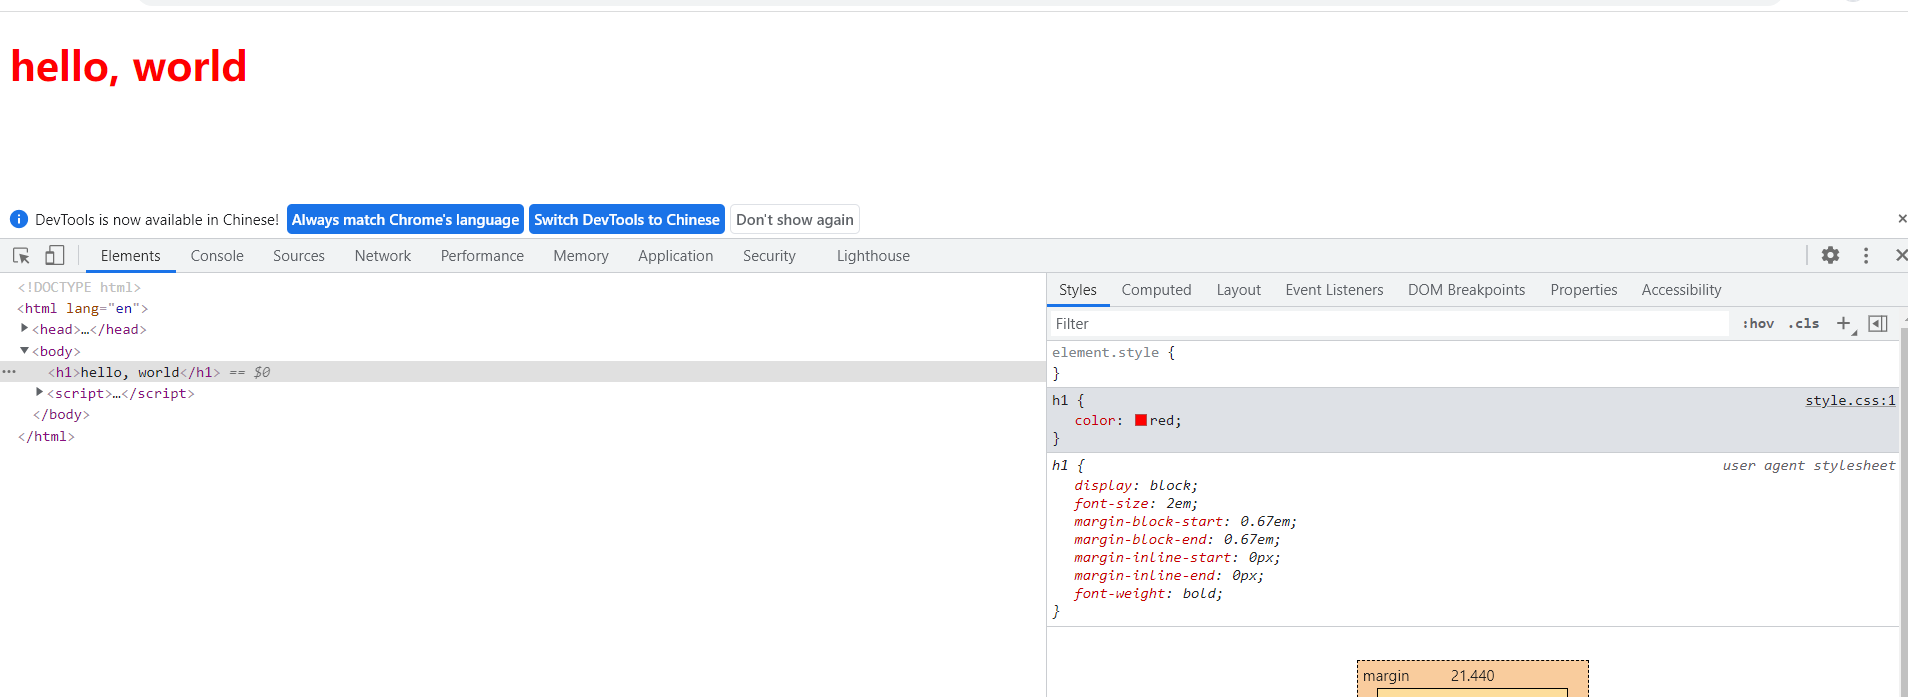 hello, world
DevTools is now available in Chinese! Always match Chrome's language Switch DevTools to Chinese Don't show again ×
Elements Console Sources Network Performance Memory Application Security Lighthouse
<!DOCTYPE html>
<html lang="en">
<head>…</head>
<body>
<h1>hello, world</h1> == $0
<script>…</script>
</body>
</html>
Styles Computed Layout Event Listeners DOM Breakpoints Properties Accessibility
Filter :hov .cls +
element.style {
}
h1 { style.css:1
color: red;
}
h1 { user agent stylesheet
display: block;
font-size: 2em;
margin-block-start: 0.67em;
margin-block-end: 0.67em;
margin-inline-start: 0px;
margin-inline-end: 0px;
font-weight: bold;
}
margin 21.440